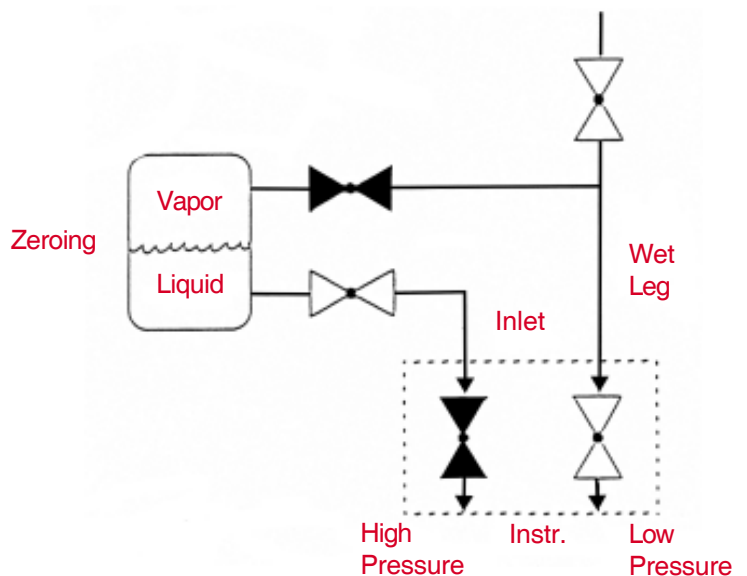 Vapor
Zeroing
Liquid
Wet
Leg
Inlet
High
Pressure
Instr.
Low
Pressure